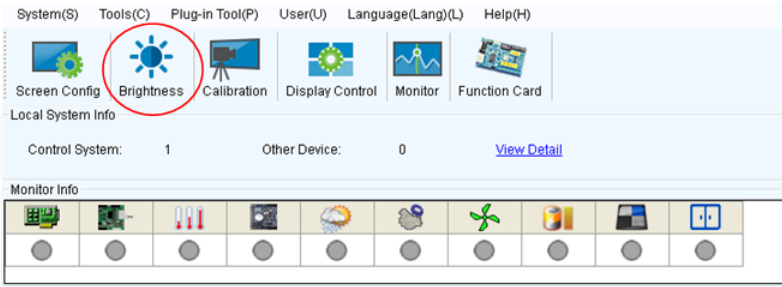 System(S) Tools(C) Plug-in Tool(P) User(U) Language(Lang)(L) Help(H)
Screen Config Brightness Calibration Display Control Monitor Function Card
Local System Info
Control System: 1 Other Device: 0 View Detail
Monitor Info